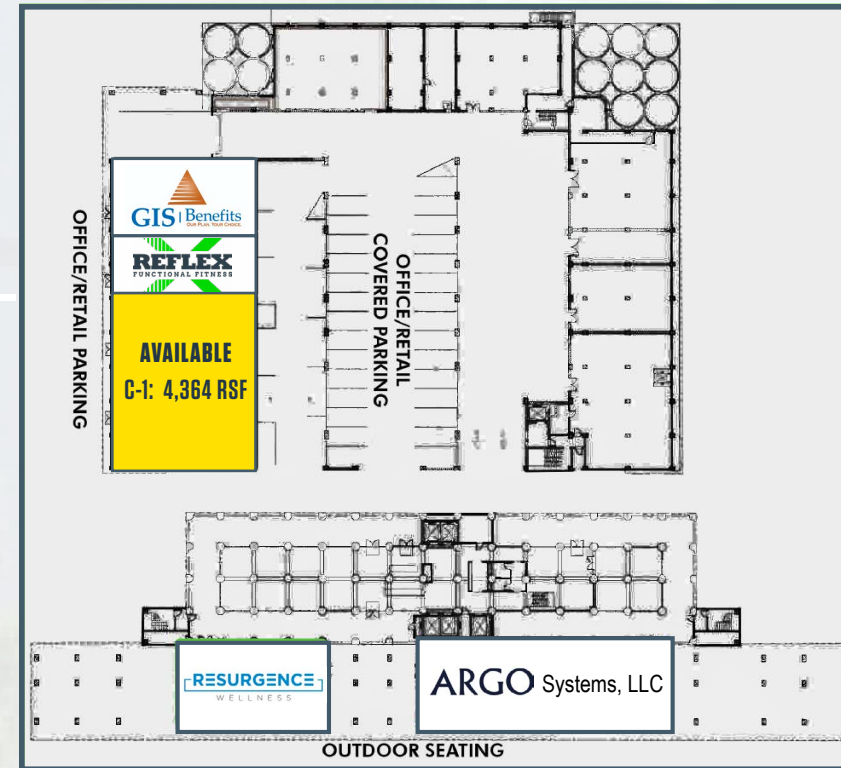 GIS | Benefits
OUR PLAN. YOUR CHOICE.
REFLEX
FUNCTIONAL FITNESS
AVAILABLE
C-1: 4,364 RSF
OFFICE/RETAIL PARKING
OFFICE/RETAIL
COVERED PARKING
RESURGENCE
WELLNESS
ARGO Systems, LLC
OUTDOOR SEATING